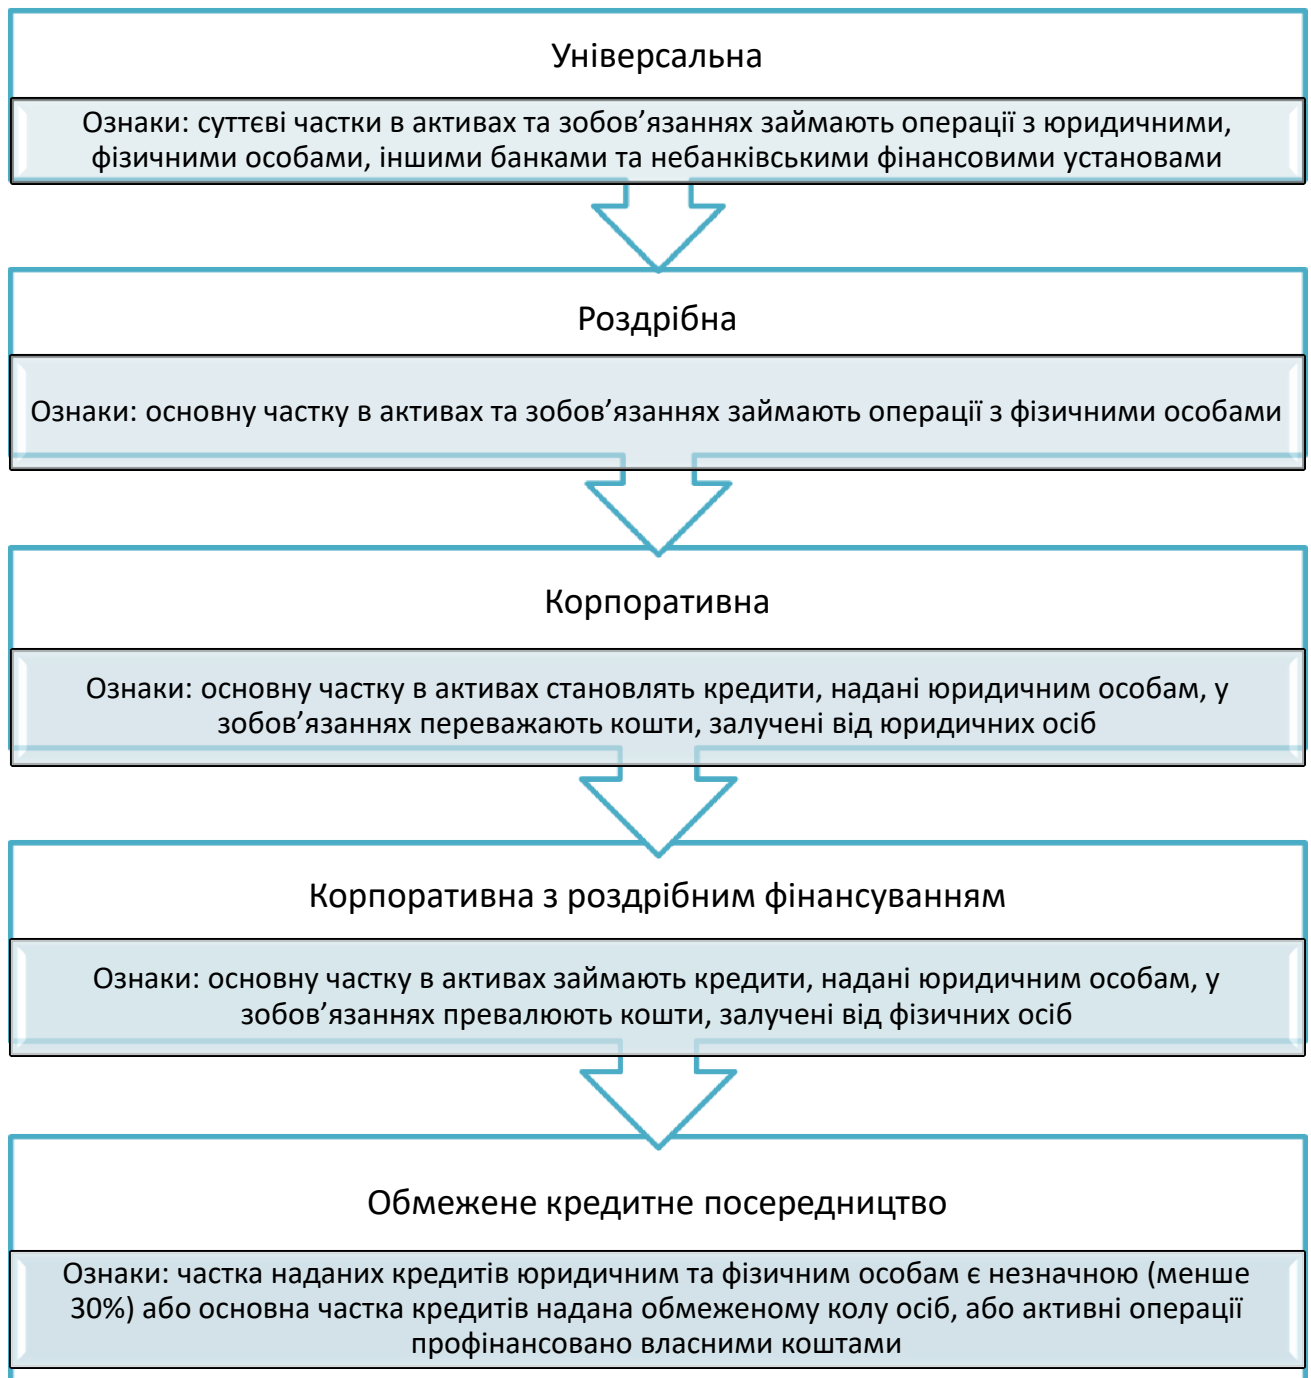 Універсальна
Ознаки: суттєві частки в активах та зобов’язаннях займають операції з юридичними,
фізичними особами, іншими банками та небанківськими фінансовими установами
Роздрібна
Ознаки: основну частку в активах та зобов’язаннях займають операції з фізичними особами
Корпоративна
Ознаки: основну частку в активах становлять кредити, надані юридичним особам, у
зобов’язаннях переважають кошти, залучені від юридичних осіб
Корпоративна з роздрібним фінансуванням
Ознаки: основну частку в активах займають кредити, надані юридичним особам, у
зобов’язаннях превалюють кошти, залучені від фізичних осіб
Обмежене кредитне посередництво
Ознаки: частка наданих кредитів юридичним та фізичним особам є незначною (менше
30%) або основна частка кредитів надана обмеженому колу осіб, або активні операції
профінансовано власними коштами